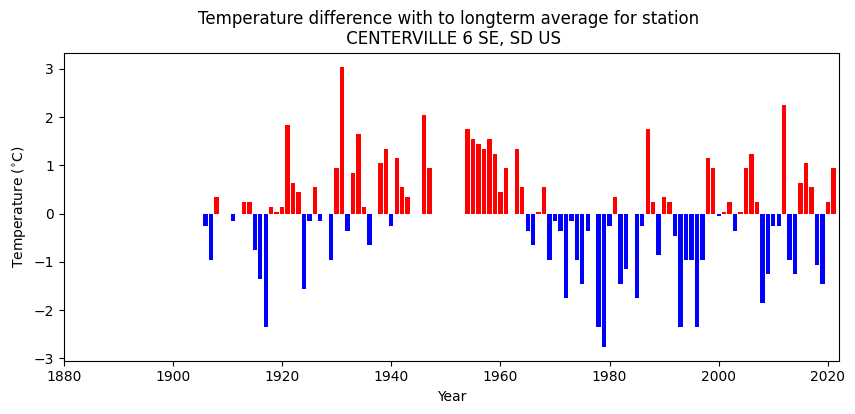 Temperature difference with to longterm average for station
CENTERVILLE 6 SE, SD US
3
2
1
0
−1
−2
−3
Temperature (°C)
1880 1900 1920 1940 1960 1980 2000 2020
Year